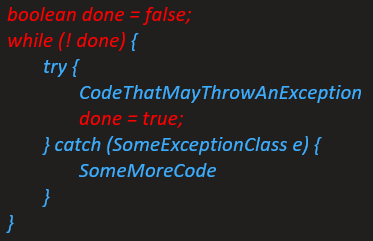 boolean done = false;
while (! done) {
try {
CodeThatMayThrowAnException
done = true;
} catch (SomeExceptionClass e) {
SomeMoreCode
}
}